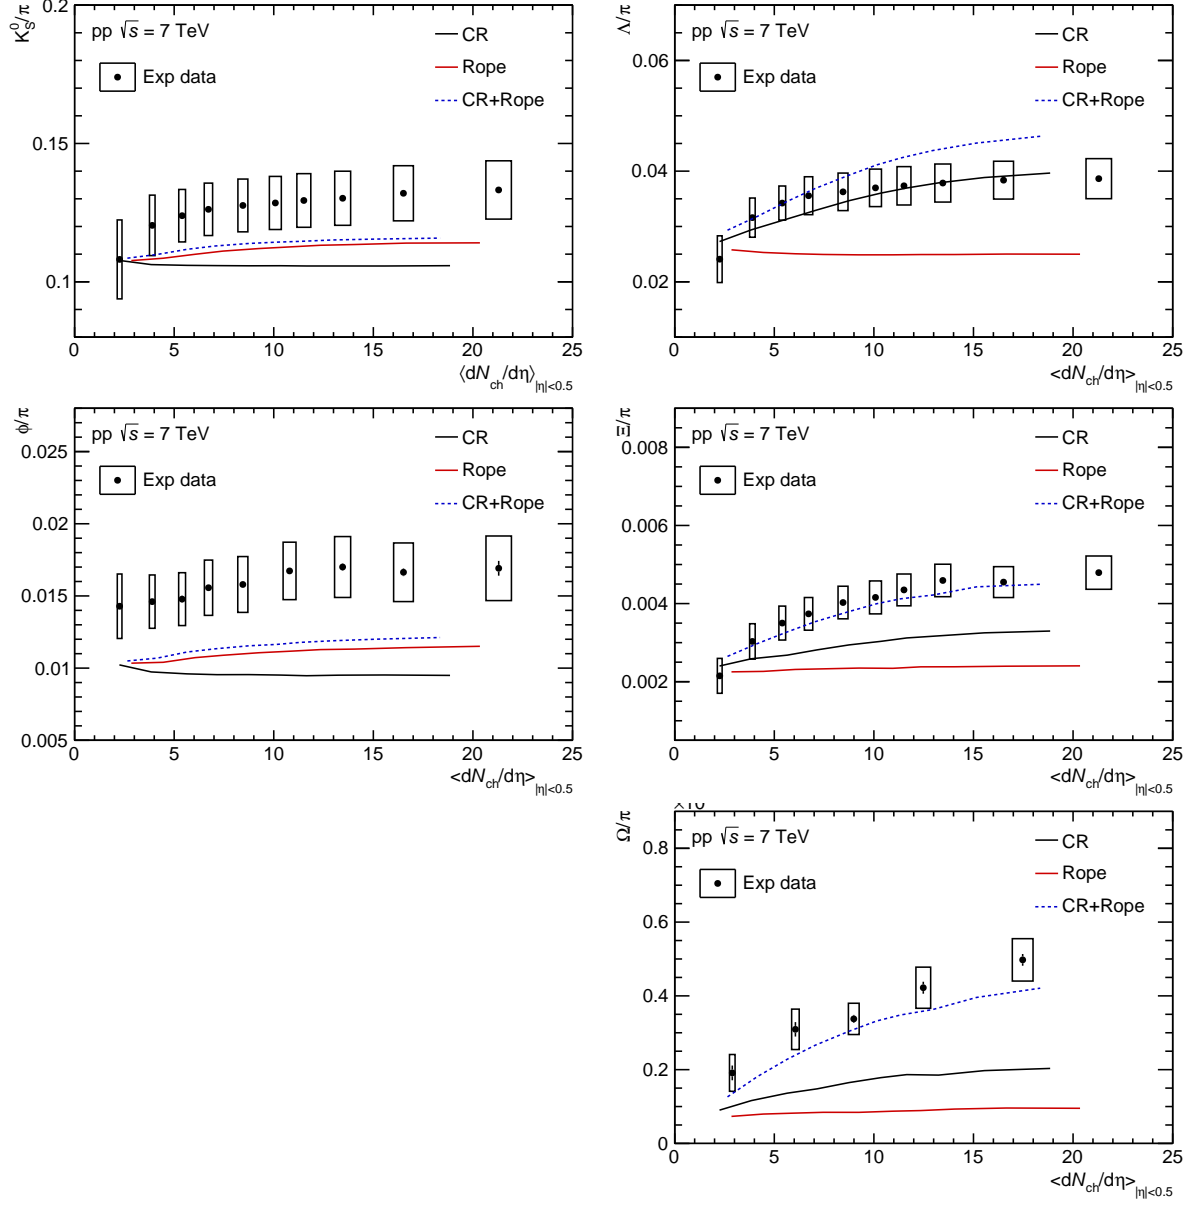 K⁰_S/π
0.2
0.15
0.1
pp √s = 7 TeV
Exp data
CR
Rope
CR+Rope
0 5 10 15 20 25
⟨dN_ch/dη⟩_|η|<0.5
Λ/π
0.06
0.04
0.02
pp √s = 7 TeV
Exp data
CR
Rope
CR+Rope
0 5 10 15 20 25
<dN_ch/dη>_|η|<0.5
ϕ/π
0.025
0.02
0.015
0.01
0.005
pp √s = 7 TeV
Exp data
CR
Rope
CR+Rope
0 5 10 15 20 25
<dN_ch/dη>_|η|<0.5
Ξ/π
0.008
0.006
0.004
0.002
pp √s = 7 TeV
Exp data
CR
Rope
CR+Rope
0 5 10 15 20 25
<dN_ch/dη>_|η|<0.5
Ω/π
0.8
0.6
0.4
0.2
0
pp √s = 7 TeV
Exp data
CR
Rope
CR+Rope
0 5 10 15 20 25
<dN_ch/dη>_|η|<0.5